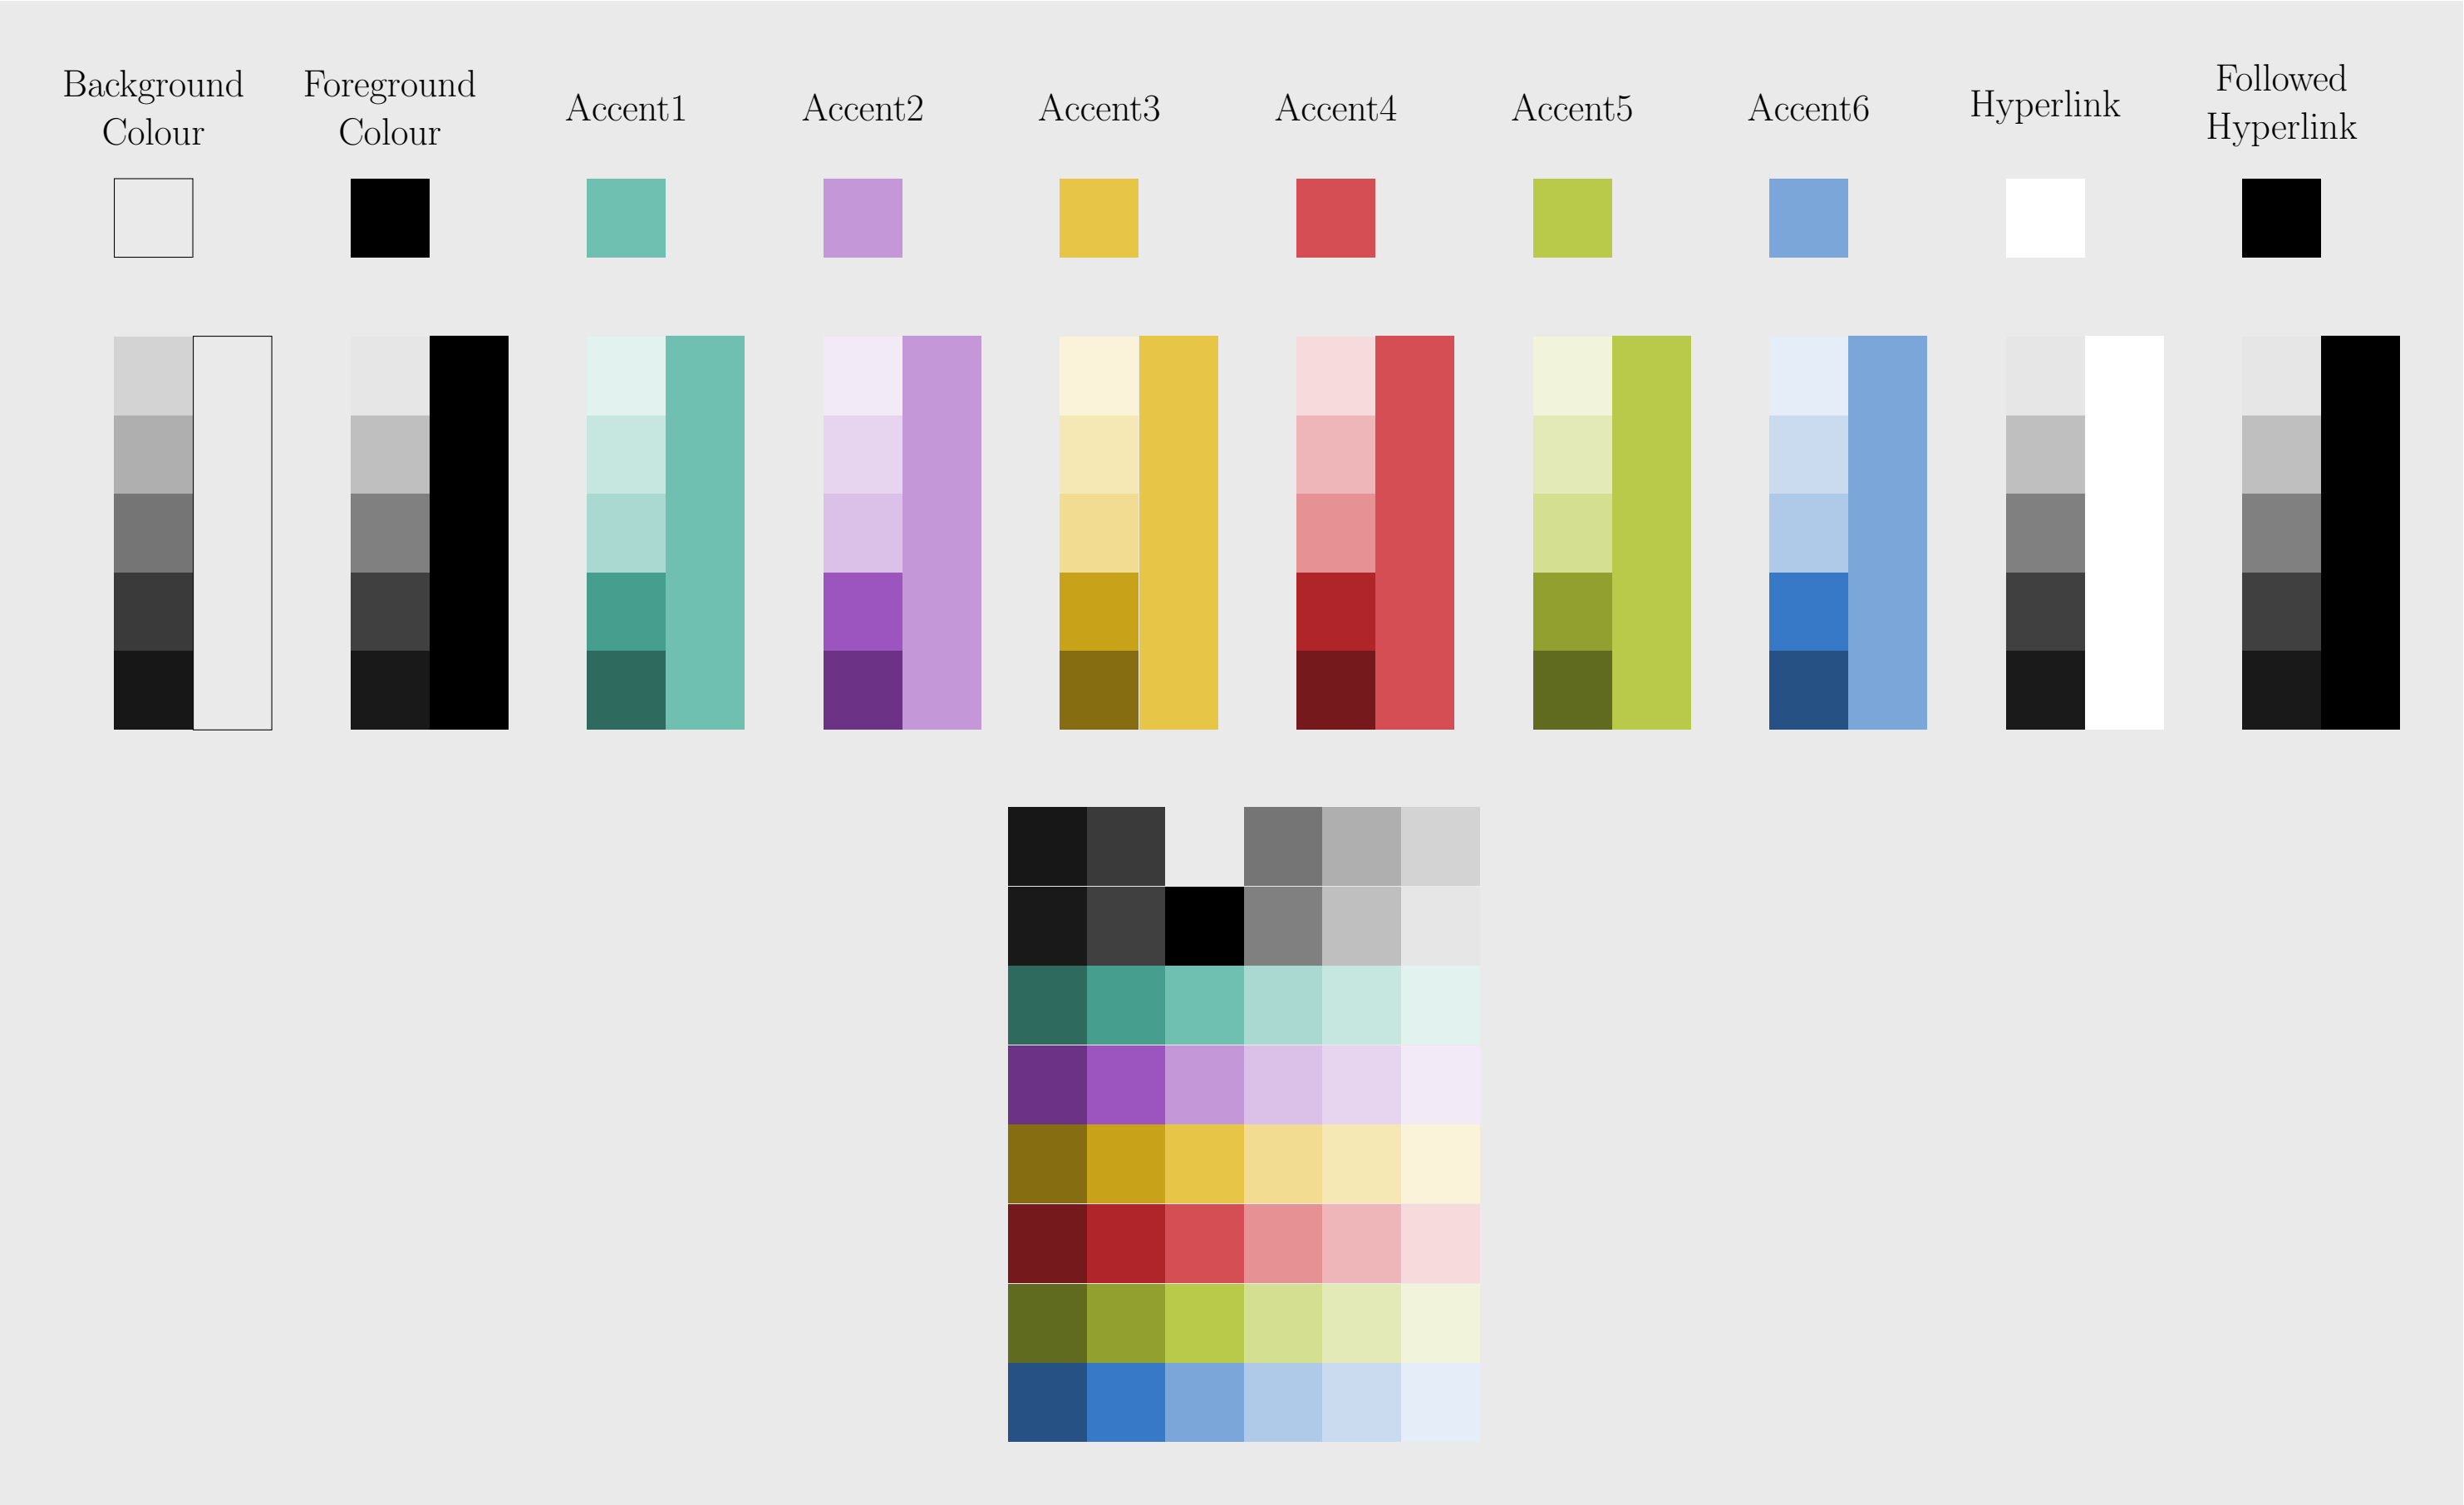 Background
Colour
Foreground
Colour
Accent1
Accent2
Accent3
Accent4
Accent5
Accent6
Hyperlink
Followed
Hyperlink